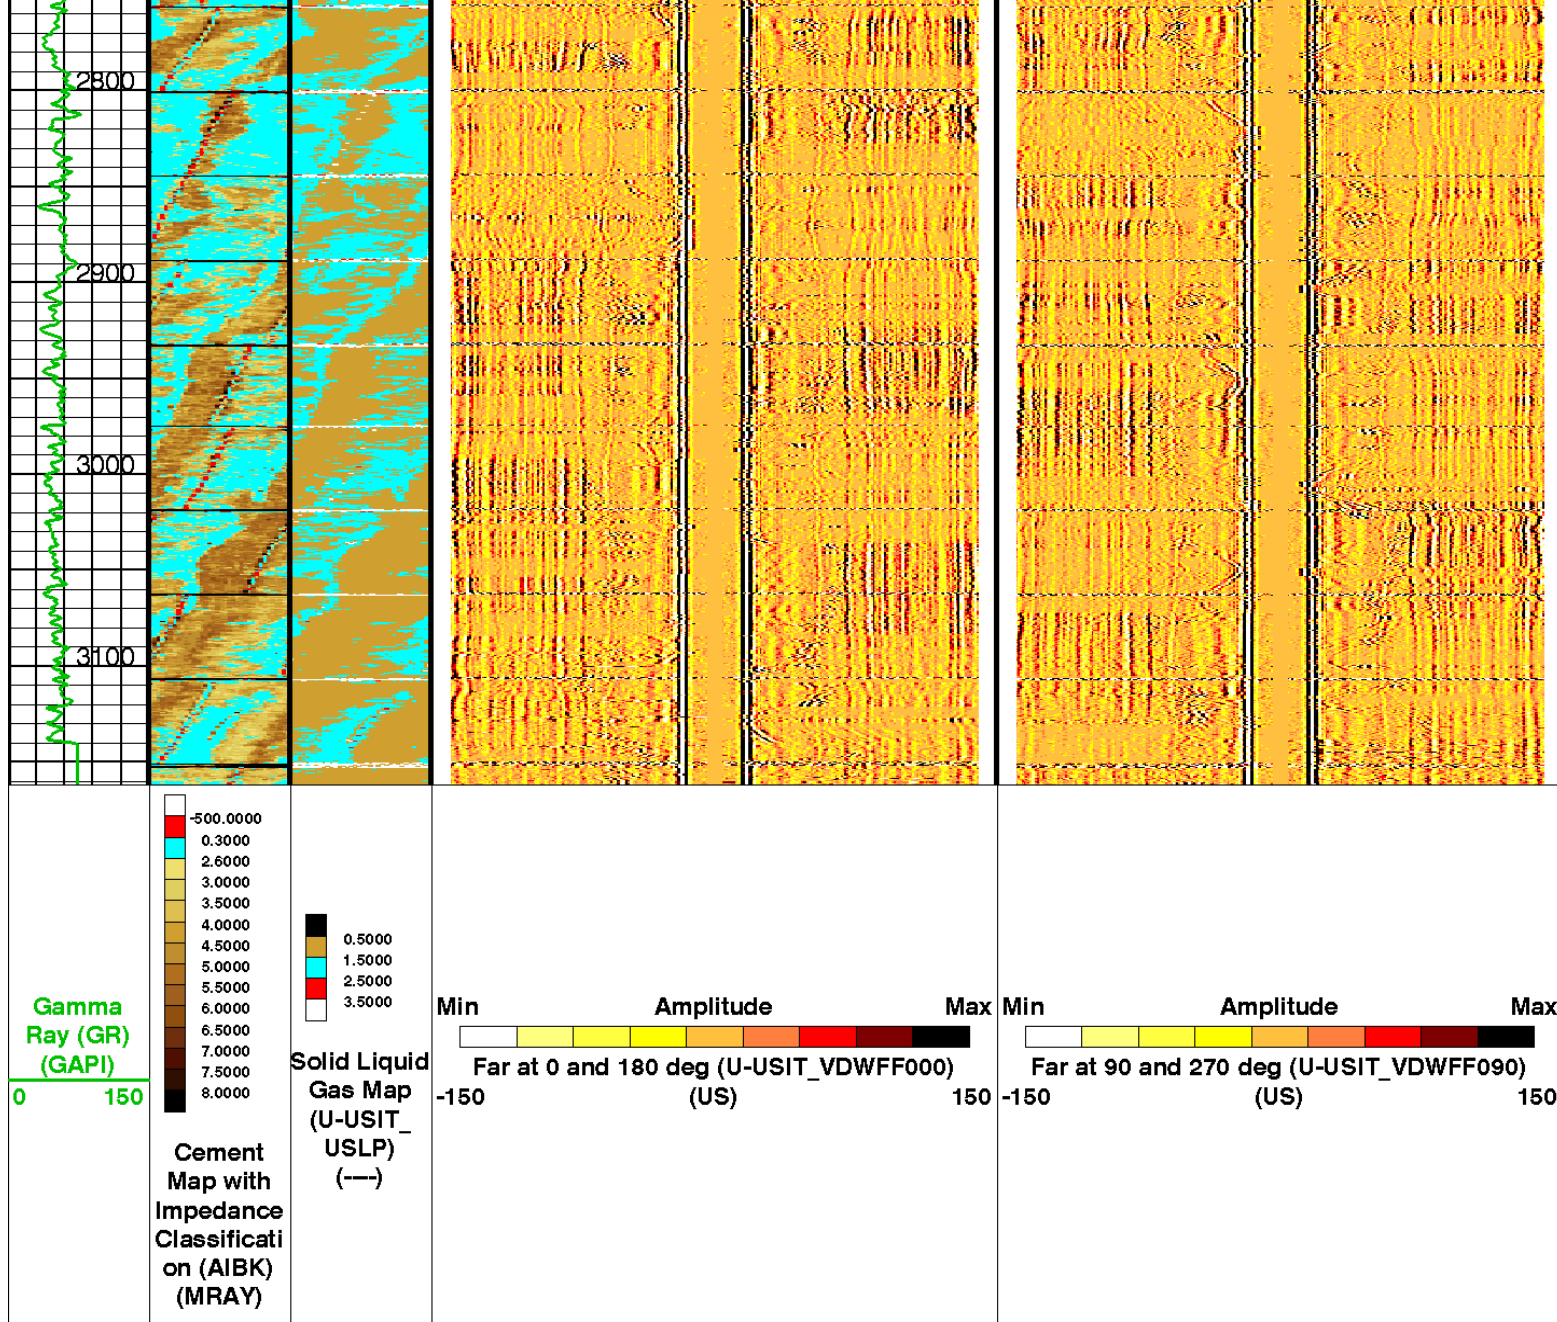 2800
2900
3000
3100
-500.0000
0.3000
2.6000
3.0000
3.5000
4.0000
4.5000
5.0000
5.5000
6.0000
6.5000
7.0000
7.5000
8.0000
0.5000
1.5000
2.5000
3.5000
Gamma
Ray (GR)
(GAPI)
0 150
Cement
Map with
Impedance
Classificati
on (AIBK)
(MRAY)
Solid Liquid
Gas Map
(U-USIT_
USLP)
(----)
Min Amplitude Max
Far at 0 and 180 deg (U-USIT_VDWFF000)
-150 (US) 150
Min Amplitude Max
Far at 90 and 270 deg (U-USIT_VDWFF090)
-150 (US) 150